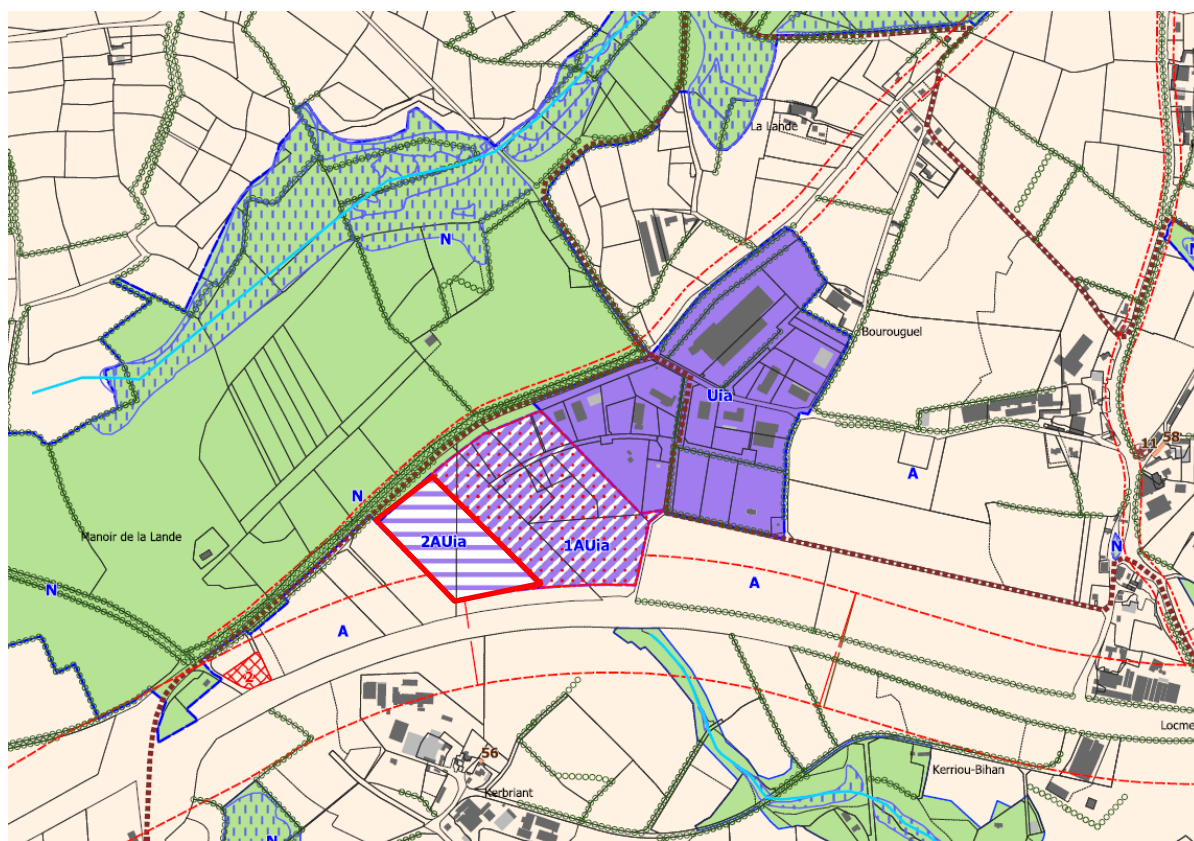 La Lande
N
N
Bourouguel
Uia
11
58
A
N
Manoir de la Lande
2AUia
1AUia
N
N
A
A
2
Locme
56
Kerriou-Bihan
Kerbriant
N